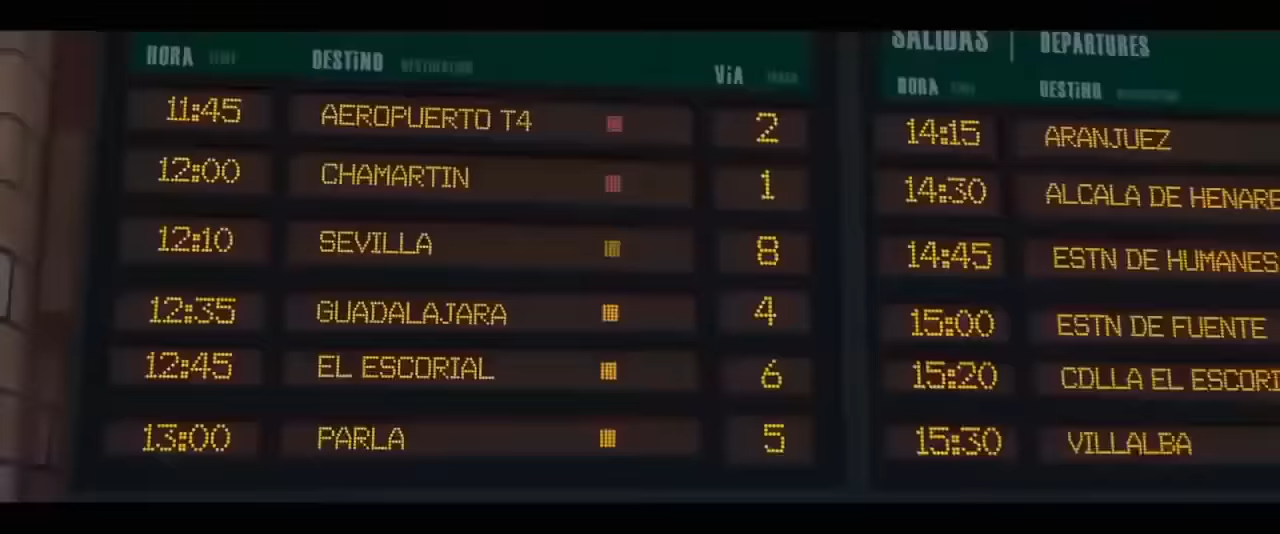 HORA TIME DESTINO DESTINATION VÍA TRACK
11:45 AEROPUERTO T4 2
12:00 CHAMARTIN 1
12:10 SEVILLA 8
12:35 GUADALAJARA 4
12:45 EL ESCORIAL 6
13:00 PARLA 5
SALIDAS | DEPARTURES
HORA DESTINO
14:15 ARANJUEZ
14:30 ALCALA DE HENARE
14:45 ESTN DE HUMANES
15:00 ESTN DE FUENTE
15:20 CDLLA EL ESCORI
15:30 VILLALBA